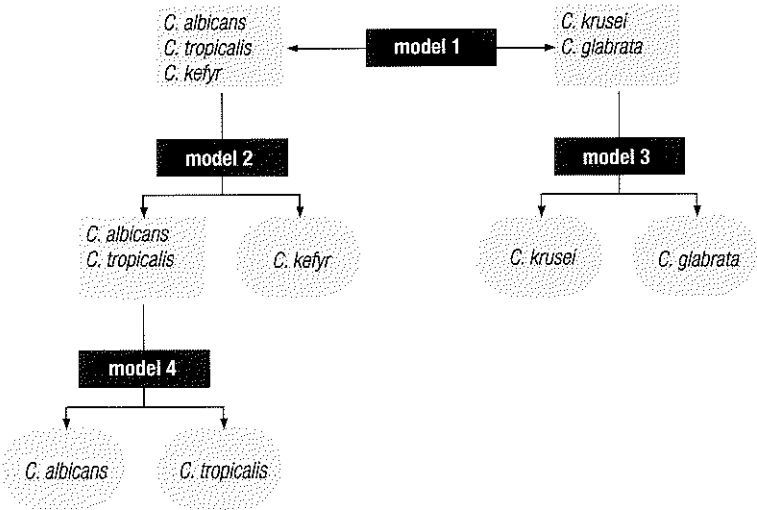 C. albicans
C. tropicalis
C. kefyr
model 1
C. krusei
C. glabrata
model 2
model 3
C. albicans
C. tropicalis
C. kefyr
C. krusei
C. glabrata
model 4
C. albicans
C. tropicalis